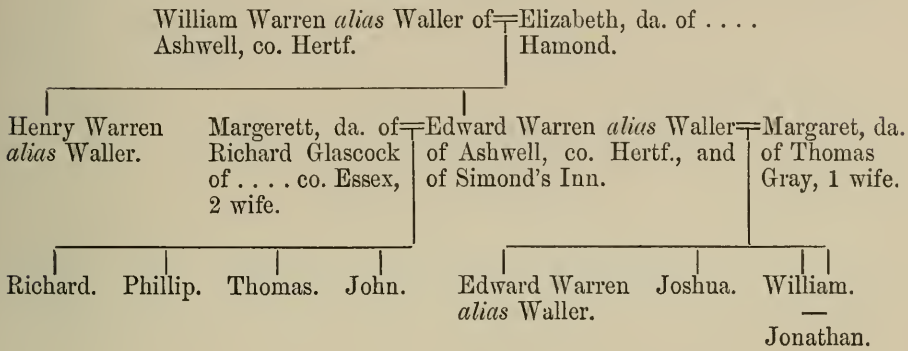 William Warren alias Waller of=Elizabeth, da. of . . . .
Ashwell, co. Hertf. Hamond.
Henry Warren
alias Waller.
Margerett, da. of=Edward Warren alias Waller=Margaret, da.
Richard Glascock of Ashwell, co. Hertf., and of Thomas
of . . . . co. Essex, of Simond's Inn. Gray, 1 wife.
2 wife.
Richard. Phillip. Thomas. John.
Edward Warren Joshua. William.
alias Waller. —
Jonathan.